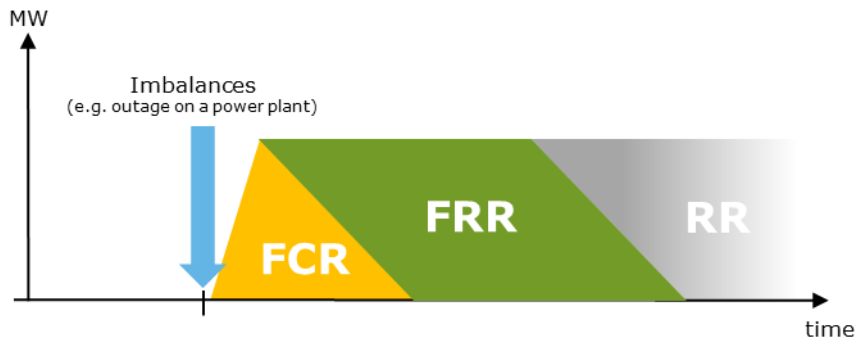 MW
Imbalances
(e.g. outage on a power plant)
FCR
FRR
RR
time